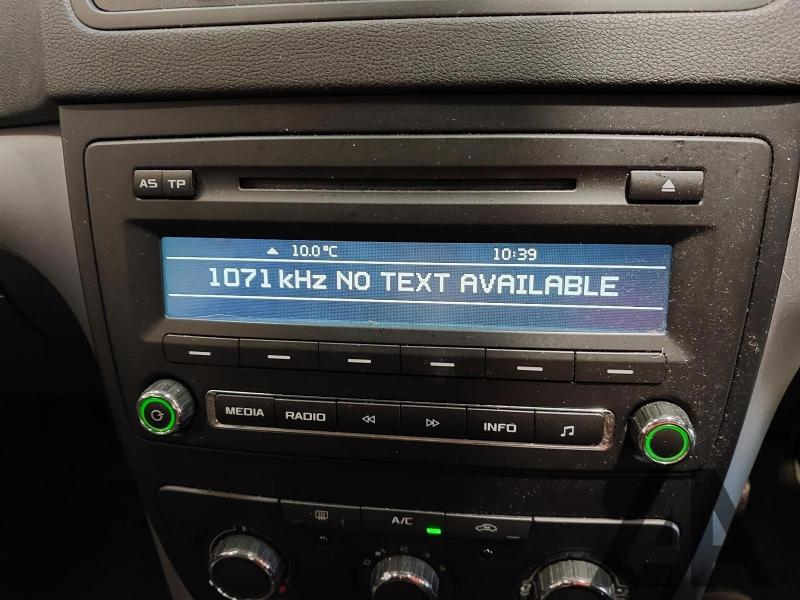 AS TP
10.0°C 10:39
1071 kHz NO TEXT AVAILABLE
MEDIA RADIO INFO
A/C